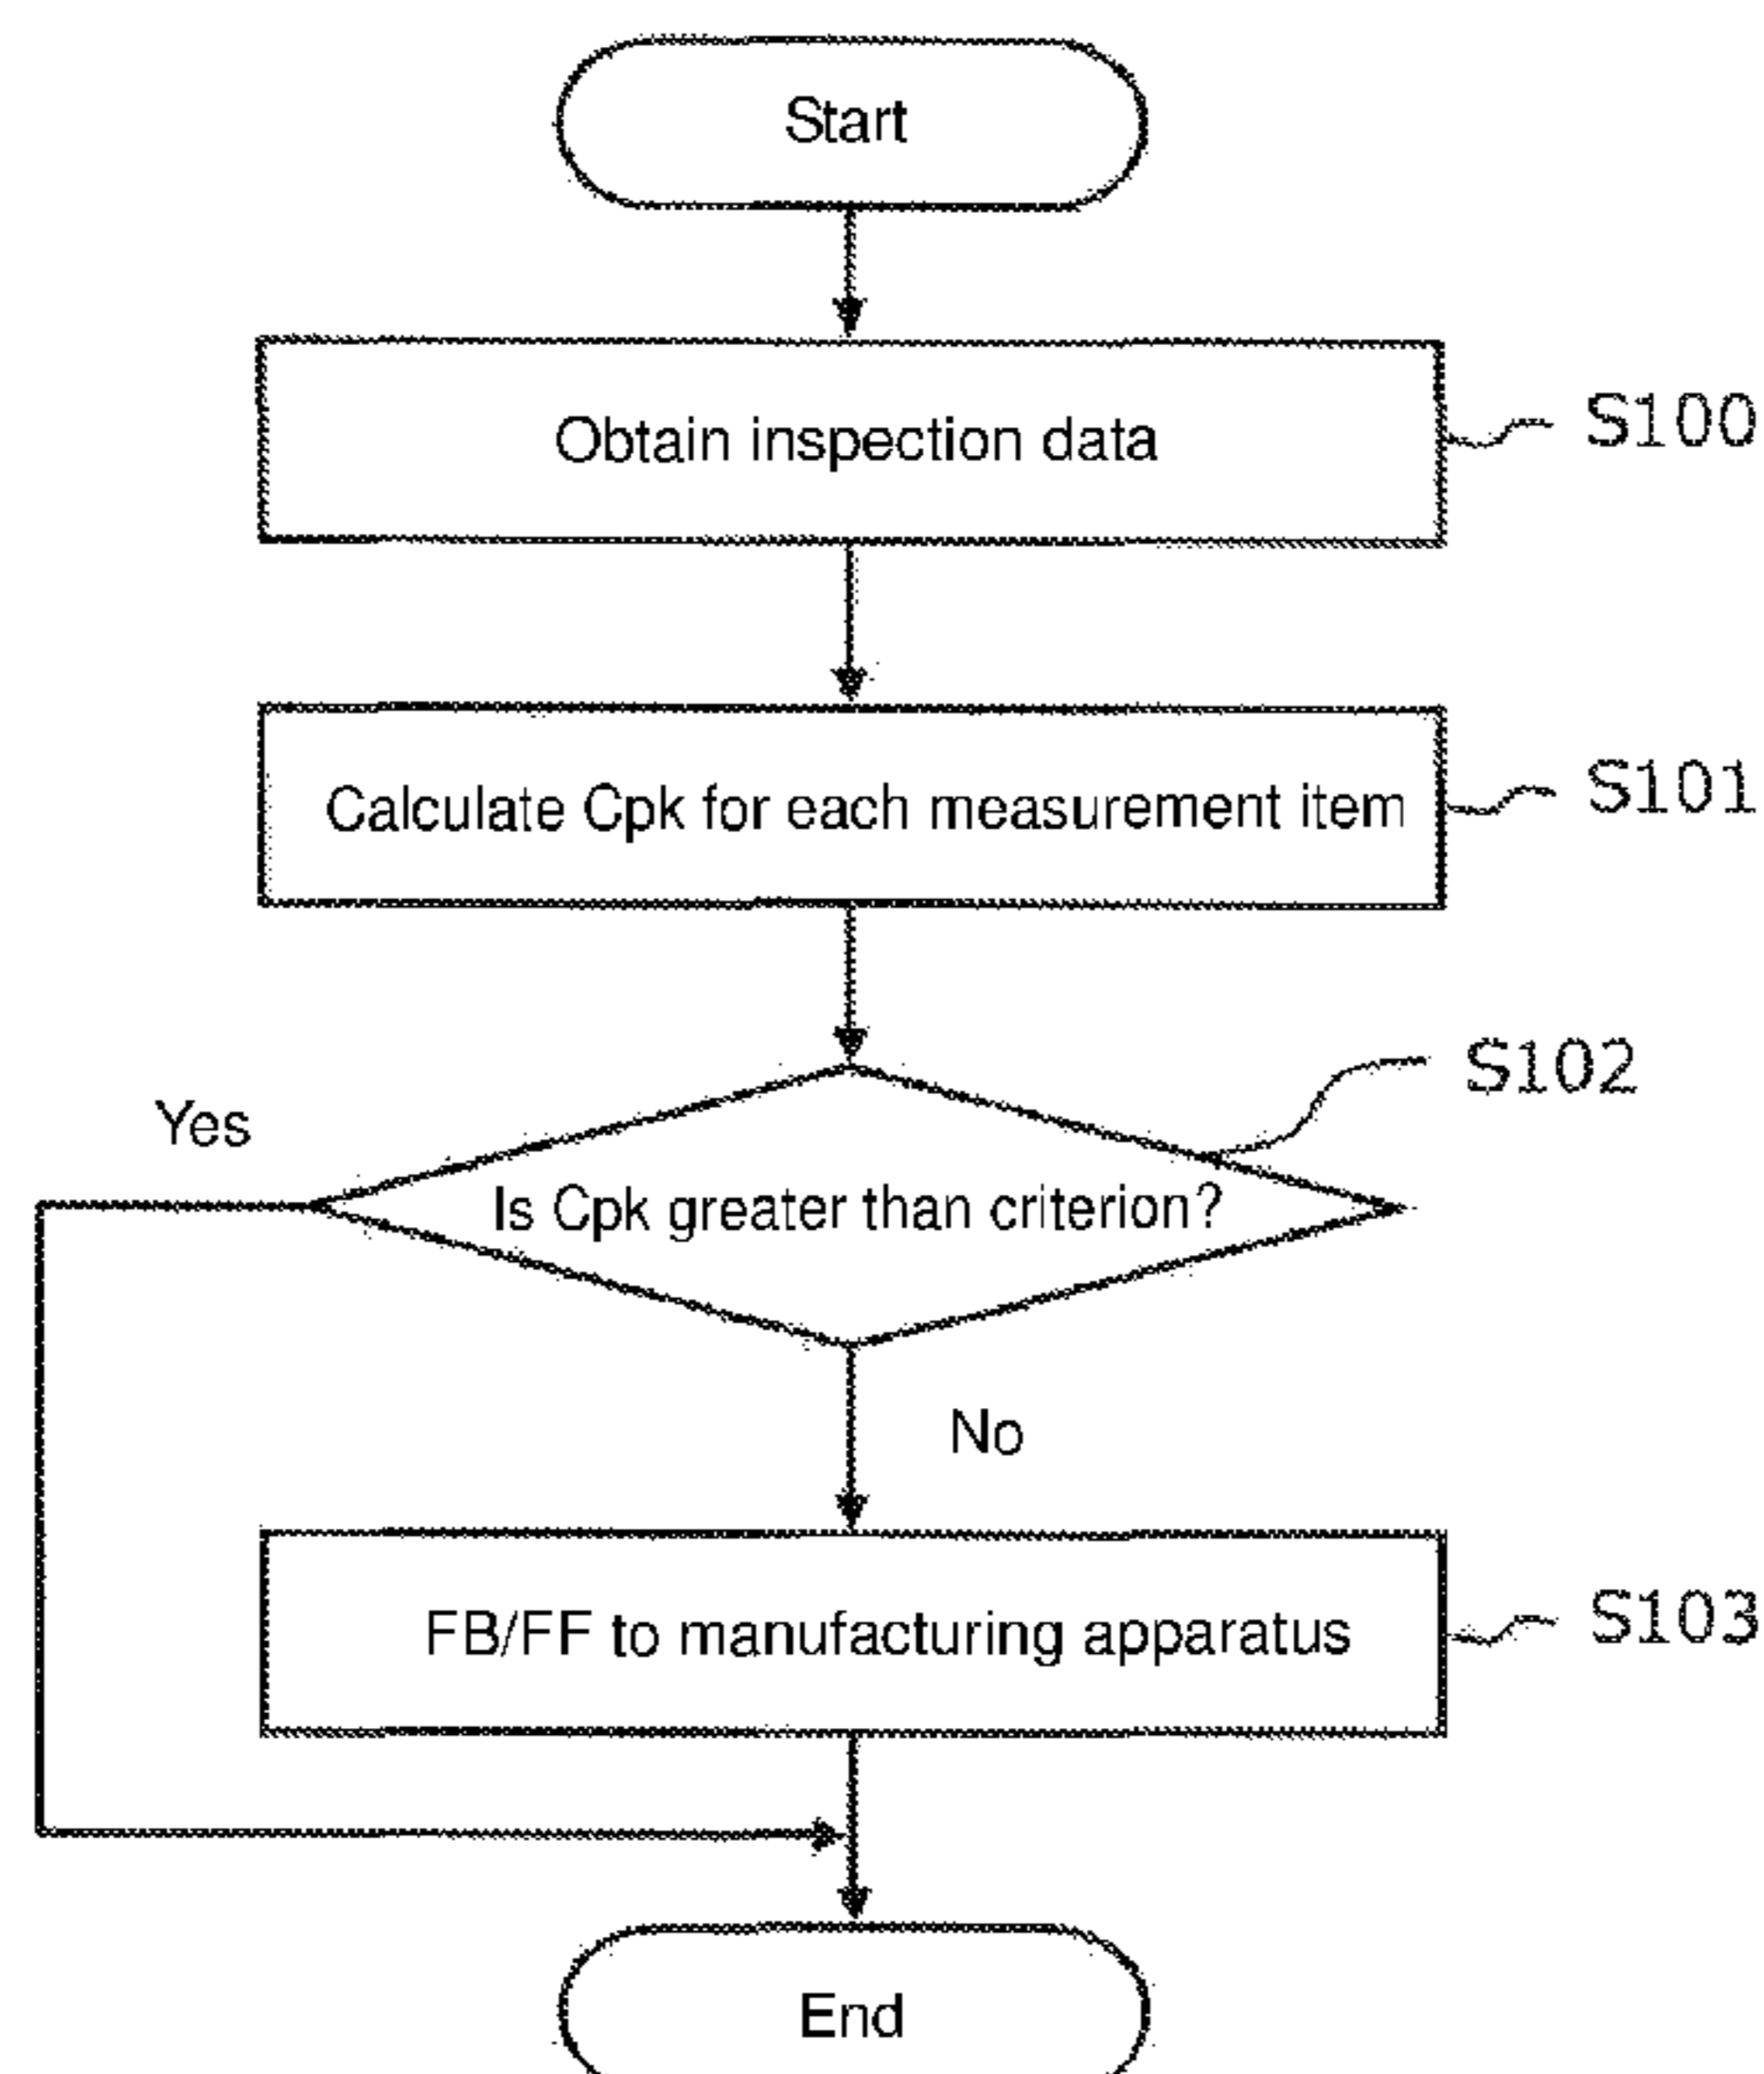 Start
Obtain inspection data
S100
Calculate Cpk for each measurement item
S101
S102
Yes
Is Cpk greater than criterion?
No
FB/FF to manufacturing apparatus
S103
End